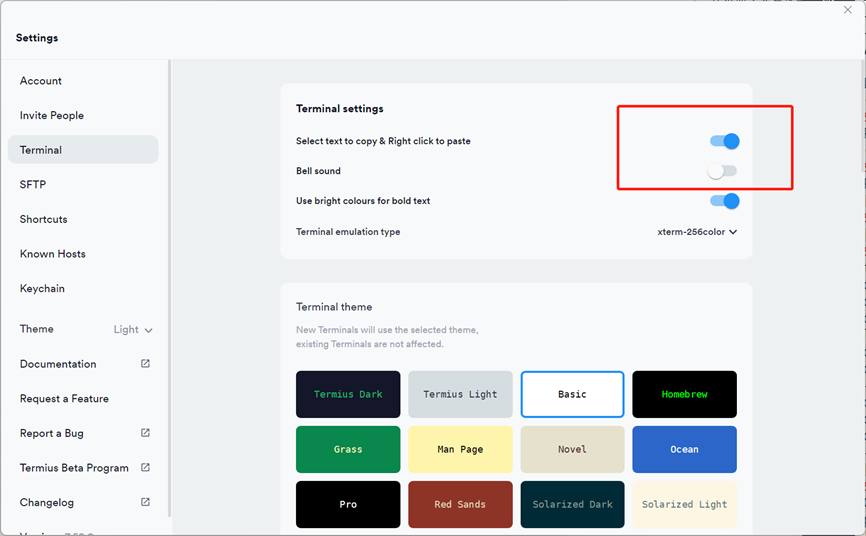 Settings
Account
Invite People
Terminal
SFTP
Shortcuts
Known Hosts
Keychain
Theme Light
Documentation
Request a Feature
Report a Bug
Termius Beta Program
Changelog
Terminal settings
Select text to copy & Right click to paste
Bell sound
Use bright colours for bold text
Terminal emulation type xterm-256color
Terminal theme
New Terminals will use the selected theme,
existing Terminals are not affected.
Termius Dark Termius Light Basic Homebrew
Grass Man Page Novel Ocean
Pro Red Sands Solarized Dark Solarized Light